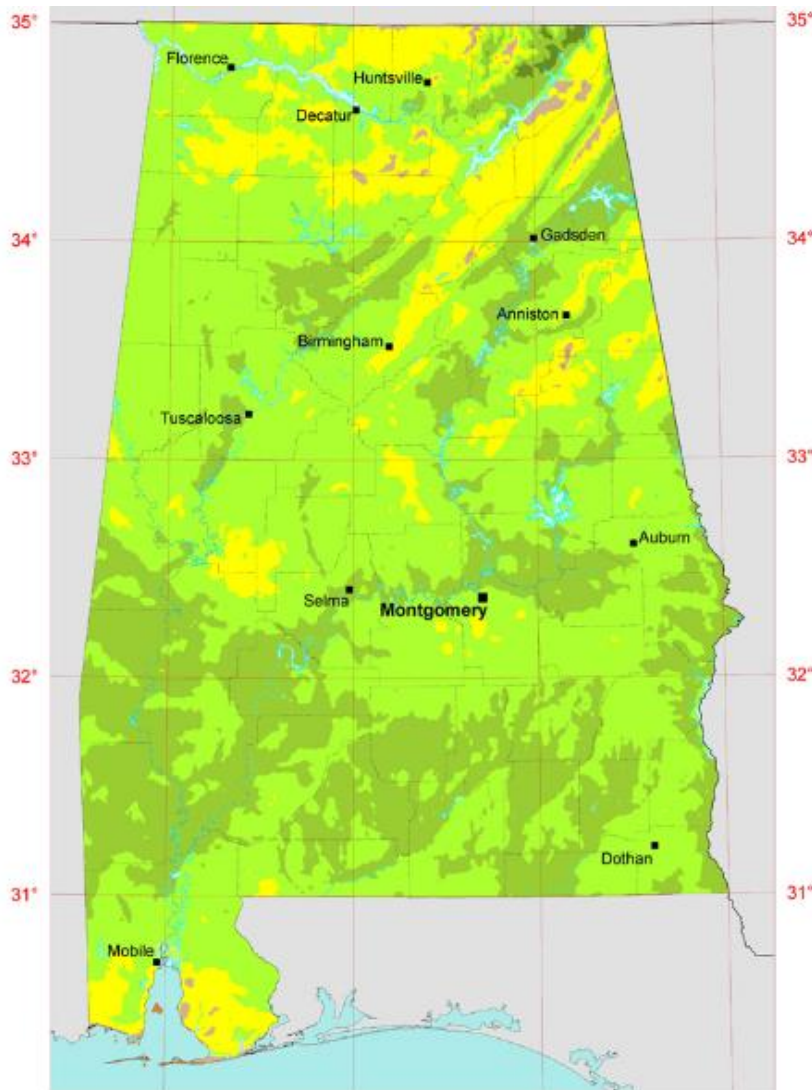 35° 35°
Florence
Huntsville
Decatur
34° 34°
Gadsden
Anniston
Birmingham
Tuscaloosa
33° 33°
Auburn
Selma
Montgomery
32° 32°
Dothan
31° 31°
Mobile